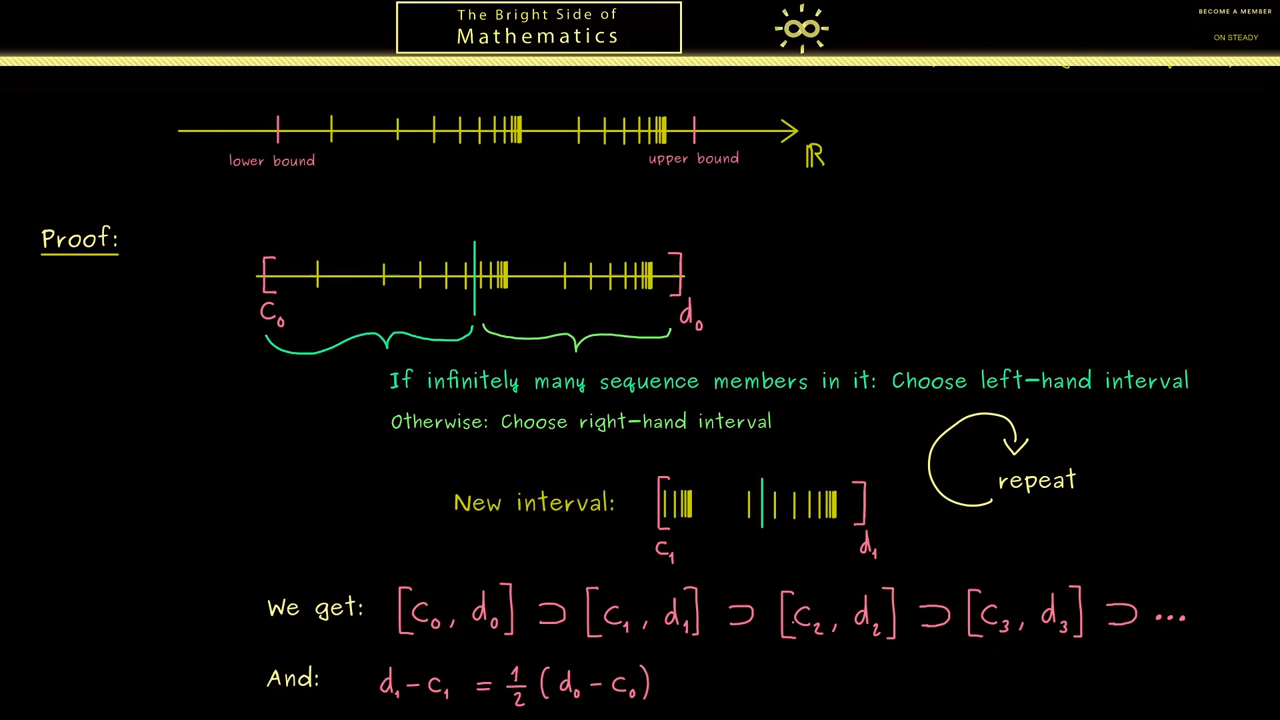 The Bright Side of
Mathematics
BECOME A MEMBER
ON STEADY
lower bound
upper bound
ℝ
Proof:
[ c₀ d₀ ]
If infinitely many sequence members in it: Choose left-hand interval
Otherwise: Choose right-hand interval
repeat
New interval: [ c₁ d₁ ]
We get: [c₀, d₀] ⊃ [c₁, d₁] ⊃ [c₂, d₂] ⊃ [c₃, d₃] ⊃ ...
And: d₁ - c₁ = 1/2 (d₀ - c₀)